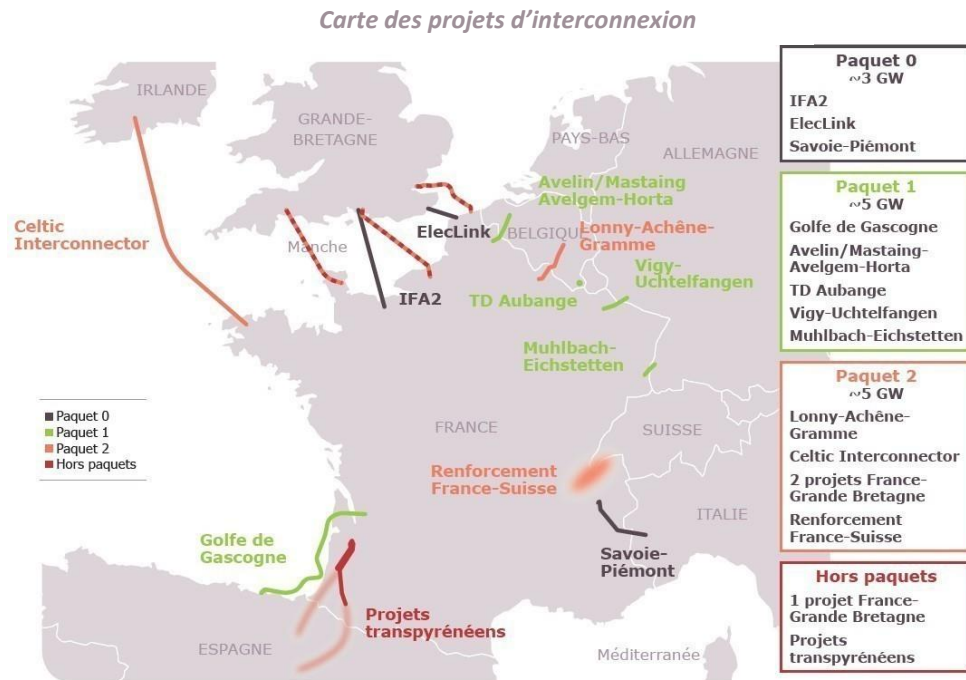 Carte des projets d’interconnexion
IRLANDE
GRANDE-
BRETAGNE
PAYS-BAS
ALLEMAGNE
Avelin/Mastaing
Avelgem-Horta
Celtic
Interconnector
Manche
ElecLink
BELGIQUE
Lonny-Achêne-
Gramme
Vigy-
Uchtelfangen
IFA2
TD Aubange
Muhlbach-
Eichstetten
Paquet 0
Paquet 1
Paquet 2
Hors paquets
FRANCE
SUISSE
Renforcement
France-Suisse
ITALIE
Golfe de
Gascogne
Savoie-
Piémont
Projets
transpyrénéens
ESPAGNE
Méditerranée
Paquet 0
~3 GW
IFA2
ElecLink
Savoie-Piémont
Paquet 1
~5 GW
Golfe de Gascogne
Avelin/Mastaing-
Avelgem-Horta
TD Aubange
Vigy-Uchtelfangen
Muhlbach-Eichstetten
Paquet 2
~5 GW
Lonny-Achêne-
Gramme
Celtic Interconnector
2 projets France-
Grande Bretagne
Renforcement
France-Suisse
Hors paquets
1 projet France-
Grande Bretagne
Projets
transpyrénéens